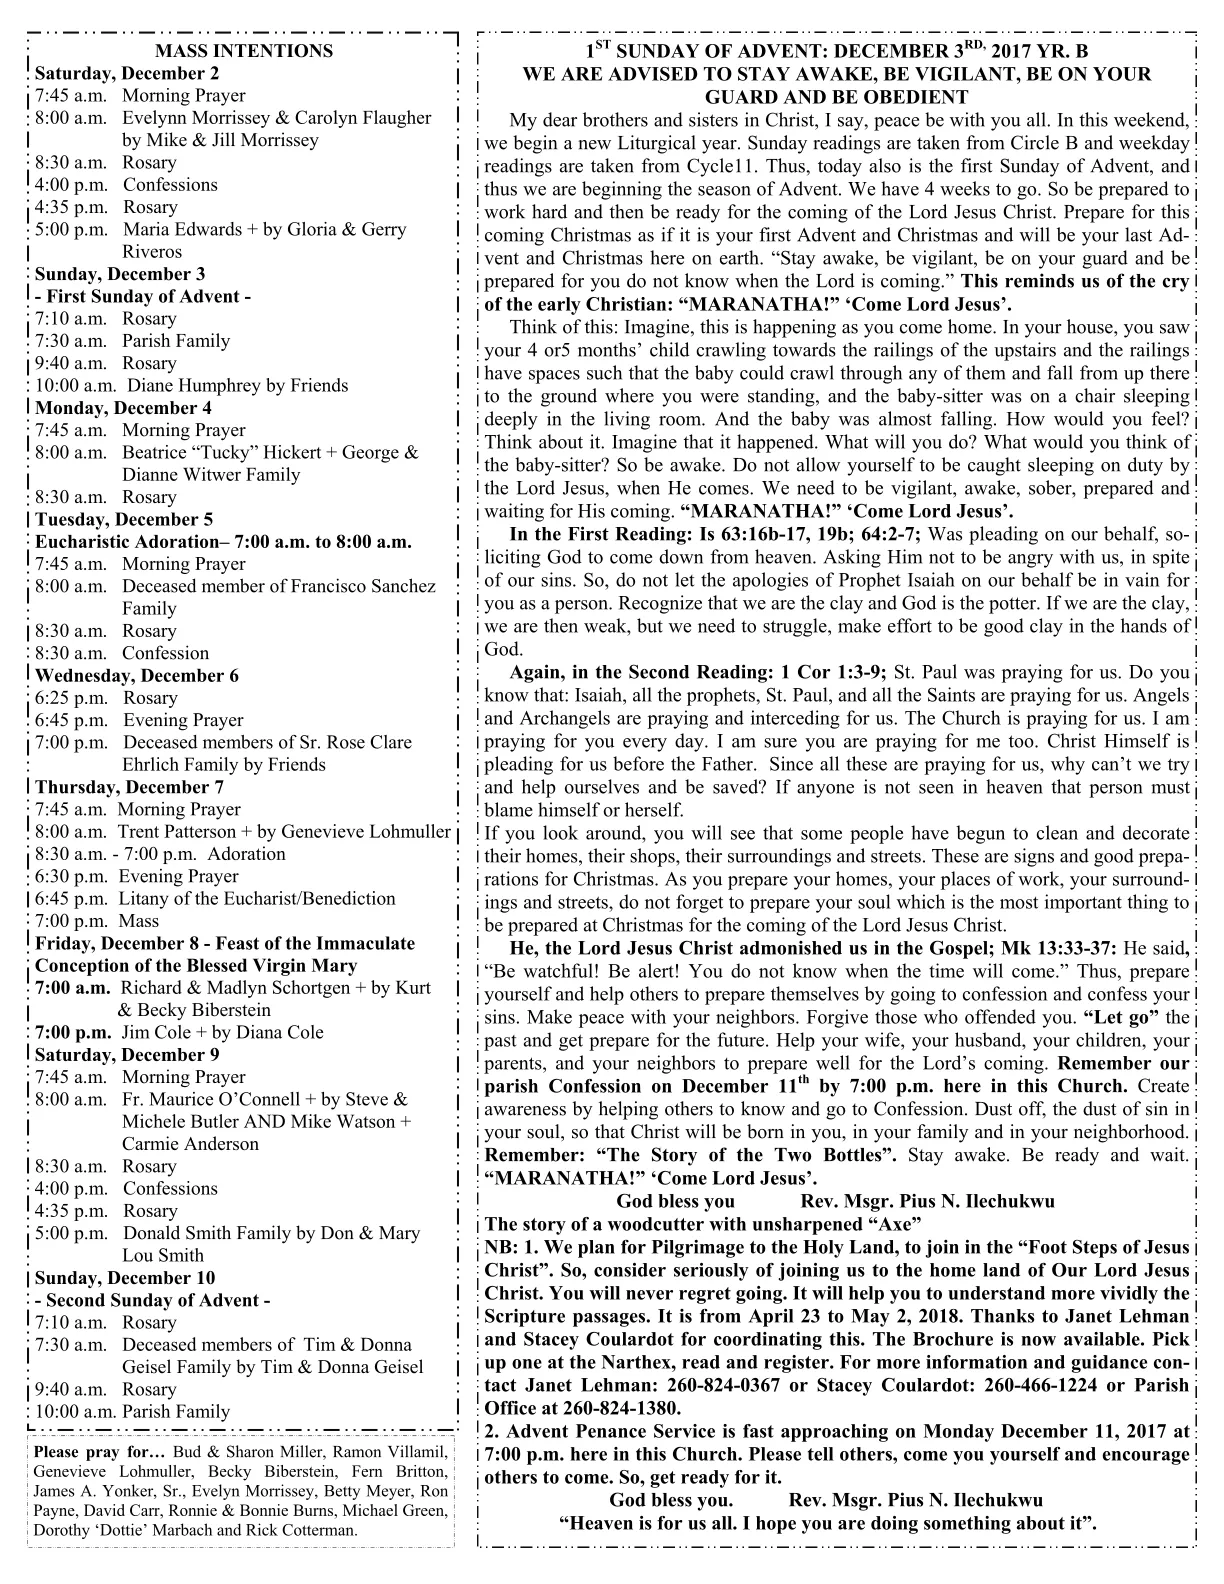 MASS INTENTIONS
Saturday, December 2
7:45 a.m. Morning Prayer
8:00 a.m. Evelynn Morrissey & Carolyn Flaugher
by Mike & Jill Morrissey
8:30 a.m. Rosary
4:00 p.m. Confessions
4:35 p.m. Rosary
5:00 p.m. Maria Edwards + by Gloria & Gerry
Riveros
Sunday, December 3
- First Sunday of Advent -
7:10 a.m. Rosary
7:30 a.m. Parish Family
9:40 a.m. Rosary
10:00 a.m. Diane Humphrey by Friends
Monday, December 4
7:45 a.m. Morning Prayer
8:00 a.m. Beatrice “Tucky” Hickert + George &
Dianne Witwer Family
8:30 a.m. Rosary
Tuesday, December 5
Eucharistic Adoration– 7:00 a.m. to 8:00 a.m.
7:45 a.m. Morning Prayer
8:00 a.m. Deceased member of Francisco Sanchez
Family
8:30 a.m. Rosary
8:30 a.m. Confession
Wednesday, December 6
6:25 p.m. Rosary
6:45 p.m. Evening Prayer
7:00 p.m. Deceased members of Sr. Rose Clare
Ehrlich Family by Friends
Thursday, December 7
7:45 a.m. Morning Prayer
8:00 a.m. Trent Patterson + by Genevieve Lohmuller
8:30 a.m. - 7:00 p.m. Adoration
6:30 p.m. Evening Prayer
6:45 p.m. Litany of the Eucharist/Benediction
7:00 p.m. Mass
Friday, December 8 - Feast of the Immaculate
Conception of the Blessed Virgin Mary
7:00 a.m. Richard & Madlyn Schortgen + by Kurt
& Becky Biberstein
7:00 p.m. Jim Cole + by Diana Cole
Saturday, December 9
7:45 a.m. Morning Prayer
8:00 a.m. Fr. Maurice O’Connell + by Steve &
Michele Butler AND Mike Watson +
Carmie Anderson
8:30 a.m. Rosary
4:00 p.m. Confessions
4:35 p.m. Rosary
5:00 p.m. Donald Smith Family by Don & Mary
Lou Smith
Sunday, December 10
- Second Sunday of Advent -
7:10 a.m. Rosary
7:30 a.m. Deceased members of Tim & Donna
Geisel Family by Tim & Donna Geisel
9:40 a.m. Rosary
10:00 a.m. Parish Family
Please pray for… Bud & Sharon Miller, Ramon Villamil,
Genevieve Lohmuller, Becky Biberstein, Fern Britton,
James A. Yonker, Sr., Evelyn Morrissey, Betty Meyer, Ron
Payne, David Carr, Ronnie & Bonnie Burns, Michael Green,
Dorothy ‘Dottie’ Marbach and Rick Cotterman.
1ST SUNDAY OF ADVENT: DECEMBER 3RD, 2017 YR. B
WE ARE ADVISED TO STAY AWAKE, BE VIGILANT, BE ON YOUR
GUARD AND BE OBEDIENT
My dear brothers and sisters in Christ, I say, peace be with you all. In this weekend,
we begin a new Liturgical year. Sunday readings are taken from Circle B and weekday
readings are taken from Cycle11. Thus, today also is the first Sunday of Advent, and
thus we are beginning the season of Advent. We have 4 weeks to go. So be prepared to
work hard and then be ready for the coming of the Lord Jesus Christ. Prepare for this
coming Christmas as if it is your first Advent and Christmas and will be your last Ad-
vent and Christmas here on earth. “Stay awake, be vigilant, be on your guard and be
prepared for you do not know when the Lord is coming.” This reminds us of the cry
of the early Christian: “MARANATHA!” ‘Come Lord Jesus’.
Think of this: Imagine, this is happening as you come home. In your house, you saw
your 4 or5 months’ child crawling towards the railings of the upstairs and the railings
have spaces such that the baby could crawl through any of them and fall from up there
to the ground where you were standing, and the baby-sitter was on a chair sleeping
deeply in the living room. And the baby was almost falling. How would you feel?
Think about it. Imagine that it happened. What will you do? What would you think of
the baby-sitter? So be awake. Do not allow yourself to be caught sleeping on duty by
the Lord Jesus, when He comes. We need to be vigilant, awake, sober, prepared and
waiting for His coming. “MARANATHA!” ‘Come Lord Jesus’.
In the First Reading: Is 63:16b-17, 19b; 64:2-7; Was pleading on our behalf, so-
liciting God to come down from heaven. Asking Him not to be angry with us, in spite
of our sins. So, do not let the apologies of Prophet Isaiah on our behalf be in vain for
you as a person. Recognize that we are the clay and God is the potter. If we are the clay,
we are then weak, but we need to struggle, make effort to be good clay in the hands of
God.
Again, in the Second Reading: 1 Cor 1:3-9; St. Paul was praying for us. Do you
know that: Isaiah, all the prophets, St. Paul, and all the Saints are praying for us. Angels
and Archangels are praying and interceding for us. The Church is praying for us. I am
praying for you every day. I am sure you are praying for me too. Christ Himself is
pleading for us before the Father. Since all these are praying for us, why can’t we try
and help ourselves and be saved? If anyone is not seen in heaven that person must
blame himself or herself.
If you look around, you will see that some people have begun to clean and decorate
their homes, their shops, their surroundings and streets. These are signs and good prepa-
rations for Christmas. As you prepare your homes, your places of work, your surround-
ings and streets, do not forget to prepare your soul which is the most important thing to
be prepared at Christmas for the coming of the Lord Jesus Christ.
He, the Lord Jesus Christ admonished us in the Gospel; Mk 13:33-37: He said,
“Be watchful! Be alert! You do not know when the time will come.” Thus, prepare
yourself and help others to prepare themselves by going to confession and confess your
sins. Make peace with your neighbors. Forgive those who offended you. “Let go” the
past and get prepare for the future. Help your wife, your husband, your children, your
parents, and your neighbors to prepare well for the Lord’s coming. Remember our
parish Confession on December 11th by 7:00 p.m. here in this Church. Create
awareness by helping others to know and go to Confession. Dust off, the dust of sin in
your soul, so that Christ will be born in you, in your family and in your neighborhood.
Remember: “The Story of the Two Bottles”. Stay awake. Be ready and wait.
“MARANATHA!” ‘Come Lord Jesus’.
God bless you Rev. Msgr. Pius N. Ilechukwu
The story of a woodcutter with unsharpened “Axe”
NB: 1. We plan for Pilgrimage to the Holy Land, to join in the “Foot Steps of Jesus
Christ”. So, consider seriously of joining us to the home land of Our Lord Jesus
Christ. You will never regret going. It will help you to understand more vividly the
Scripture passages. It is from April 23 to May 2, 2018. Thanks to Janet Lehman
and Stacey Coulardot for coordinating this. The Brochure is now available. Pick
up one at the Narthex, read and register. For more information and guidance con-
tact Janet Lehman: 260-824-0367 or Stacey Coulardot: 260-466-1224 or Parish
Office at 260-824-1380.
2. Advent Penance Service is fast approaching on Monday December 11, 2017 at
7:00 p.m. here in this Church. Please tell others, come you yourself and encourage
others to come. So, get ready for it.
God bless you. Rev. Msgr. Pius N. Ilechukwu
“Heaven is for us all. I hope you are doing something about it”.